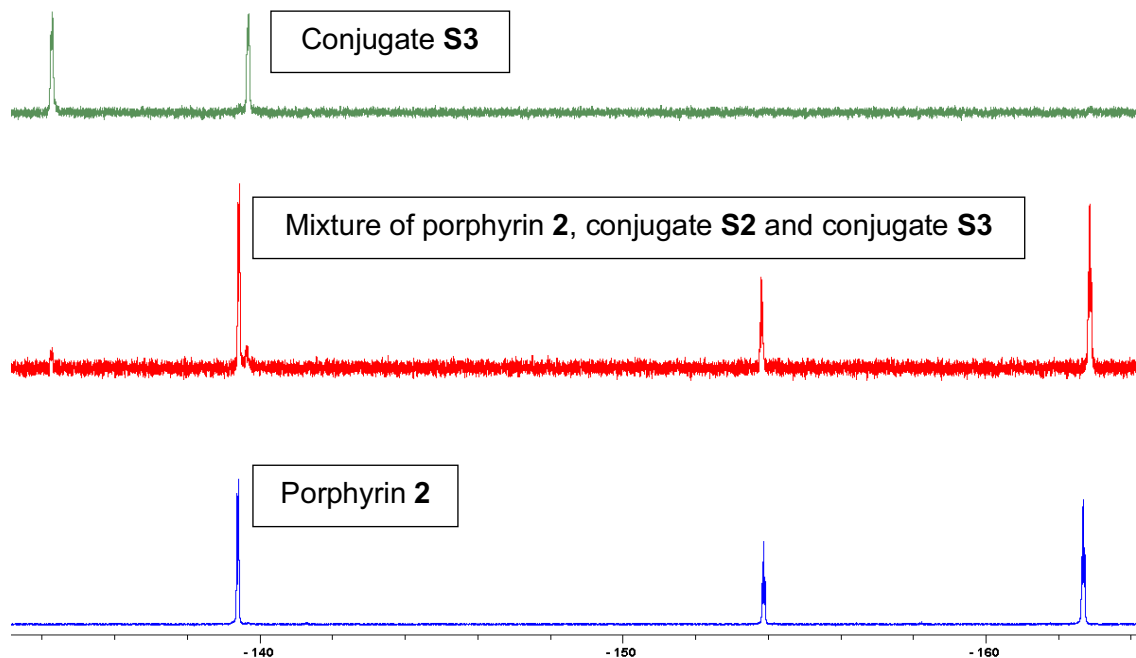 Conjugate S3
Mixture of porphyrin 2, conjugate S2 and conjugate S3
Porphyrin 2
-140 -150 -160